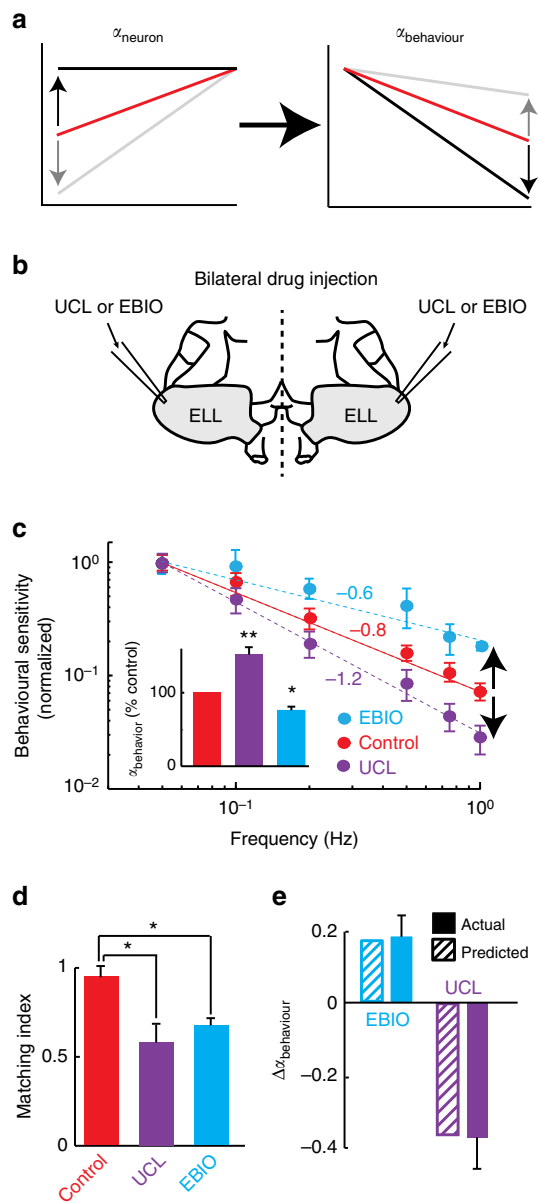 a
αneuron
αbehaviour
b
Bilateral drug injection
UCL or EBIO
UCL or EBIO
ELL
ELL
c
Behavioural sensitivity
(normalized)
10⁰
10⁻¹
10⁻²
−0.6
−0.8
−1.2
αbehavior (% control)
100
0
**
*
EBIO
Control
UCL
10⁻¹
10⁰
Frequency (Hz)
d
Matching index
1
0.5
0
*
*
Control
UCL
EBIO
e
Δαbehaviour
0.2
0
−0.2
−0.4
Actual
Predicted
UCL
EBIO